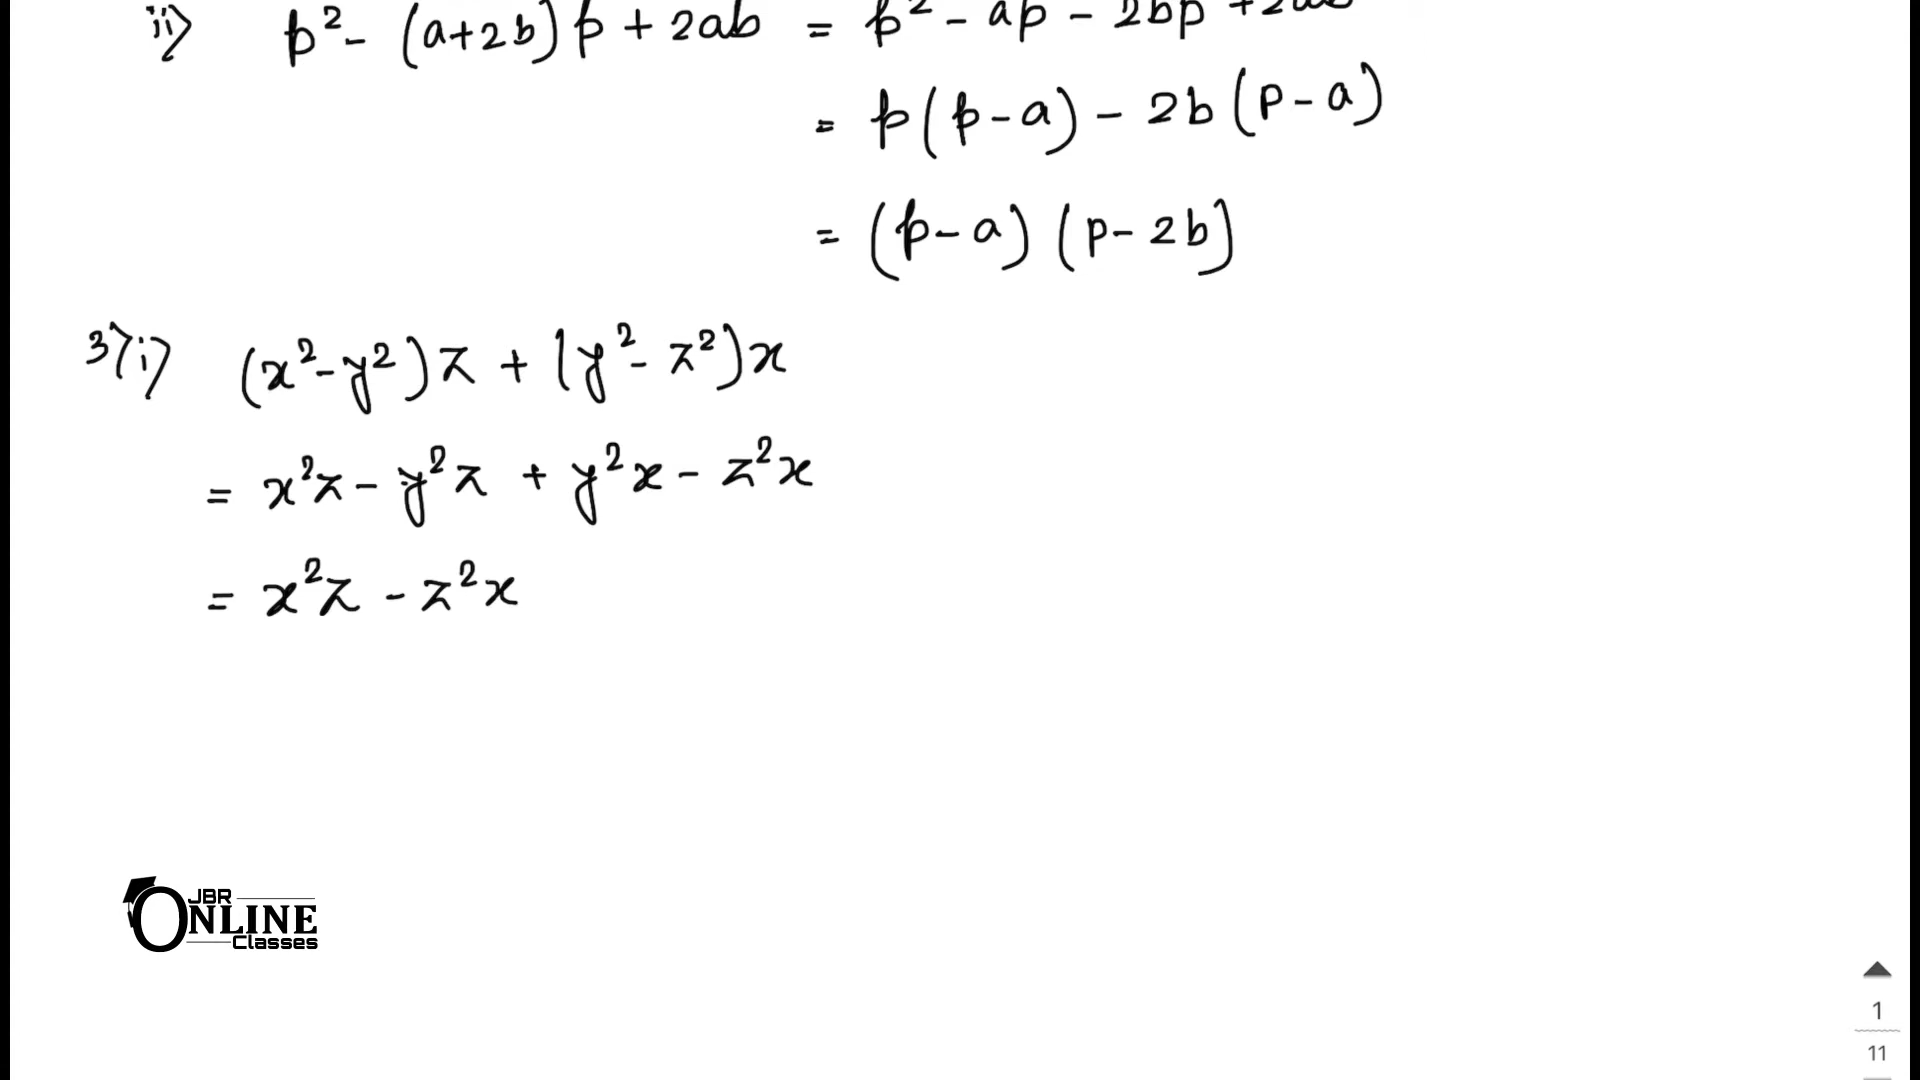 ii) p² - (a+2b) p + 2ab = p² - ap - 2bp + 2ab
= p(p-a) - 2b(p-a)
= (p-a) (p-2b)
3) i) (x²-y²)z + (y²-z²)x
= x²z - y²z + y²x - z²x
= x²z - z²x
JBR
ONLINE
Classes
1
11